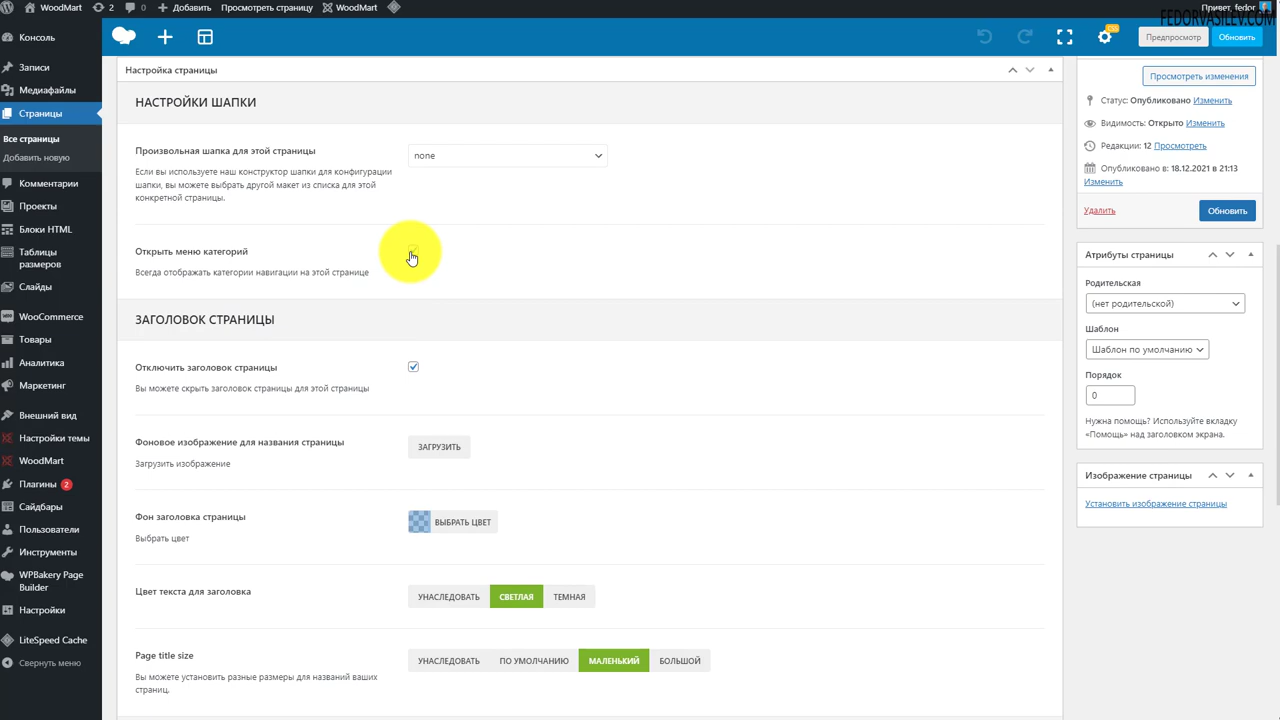 WoodMart 2 0 Добавить Просмотреть страницу WoodMart Привет, fedor
FEDORVASILEV.COM
Предпросмотр Обновить
Консоль
Записи
Медиафайлы
Страницы
Все страницы
Добавить новую
Комментарии
Проекты
Блоки HTML
Таблицы
размеров
Слайды
WooCommerce
Товары
Аналитика
Маркетинг
Внешний вид
Настройки темы
WoodMart
Плагины 2
Сайдбары
Пользователи
Инструменты
WPBakery Page
Builder
Настройки
LiteSpeed Cache
Свернуть меню
Настройка страницы
НАСТРОЙКИ ШАПКИ
Произвольная шапка для этой страницы none
Если вы используете наш конструктор шапки для конфигурации
шапки, вы можете выбрать другой макет из списка для этой
конкретной страницы.
Открыть меню категорий
Всегда отображать категории навигации на этой странице
ЗАГОЛОВОК СТРАНИЦЫ
Отключить заголовок страницы
Вы можете скрыть заголовок страницы для этой страницы
Фоновое изображение для названия страницы ЗАГРУЗИТЬ
Загрузить изображение
Фон заголовка страницы ВЫБРАТЬ ЦВЕТ
Выбрать цвет
Цвет текста для заголовка УНАСЛЕДОВАТЬ СВЕТЛАЯ ТЕМНАЯ
Page title size УНАСЛЕДОВАТЬ ПО УМОЛЧАНИЮ МАЛЕНЬКИЙ БОЛЬШОЙ
Вы можете установить разные размеры для названий ваших
страниц.
Просмотреть изменения
Статус: Опубликовано Изменить
Видимость: Открыто Изменить
Редакции: 12 Просмотреть
Опубликовано в: 18.12.2021 в 21:13
Изменить
Удалить Обновить
Атрибуты страницы
Родительская
(нет родительской)
Шаблон
Шаблон по умолчанию
Порядок
0
Нужна помощь? Используйте вкладку
«Помощь» над заголовком экрана.
Изображение страницы
Установить изображение страницы